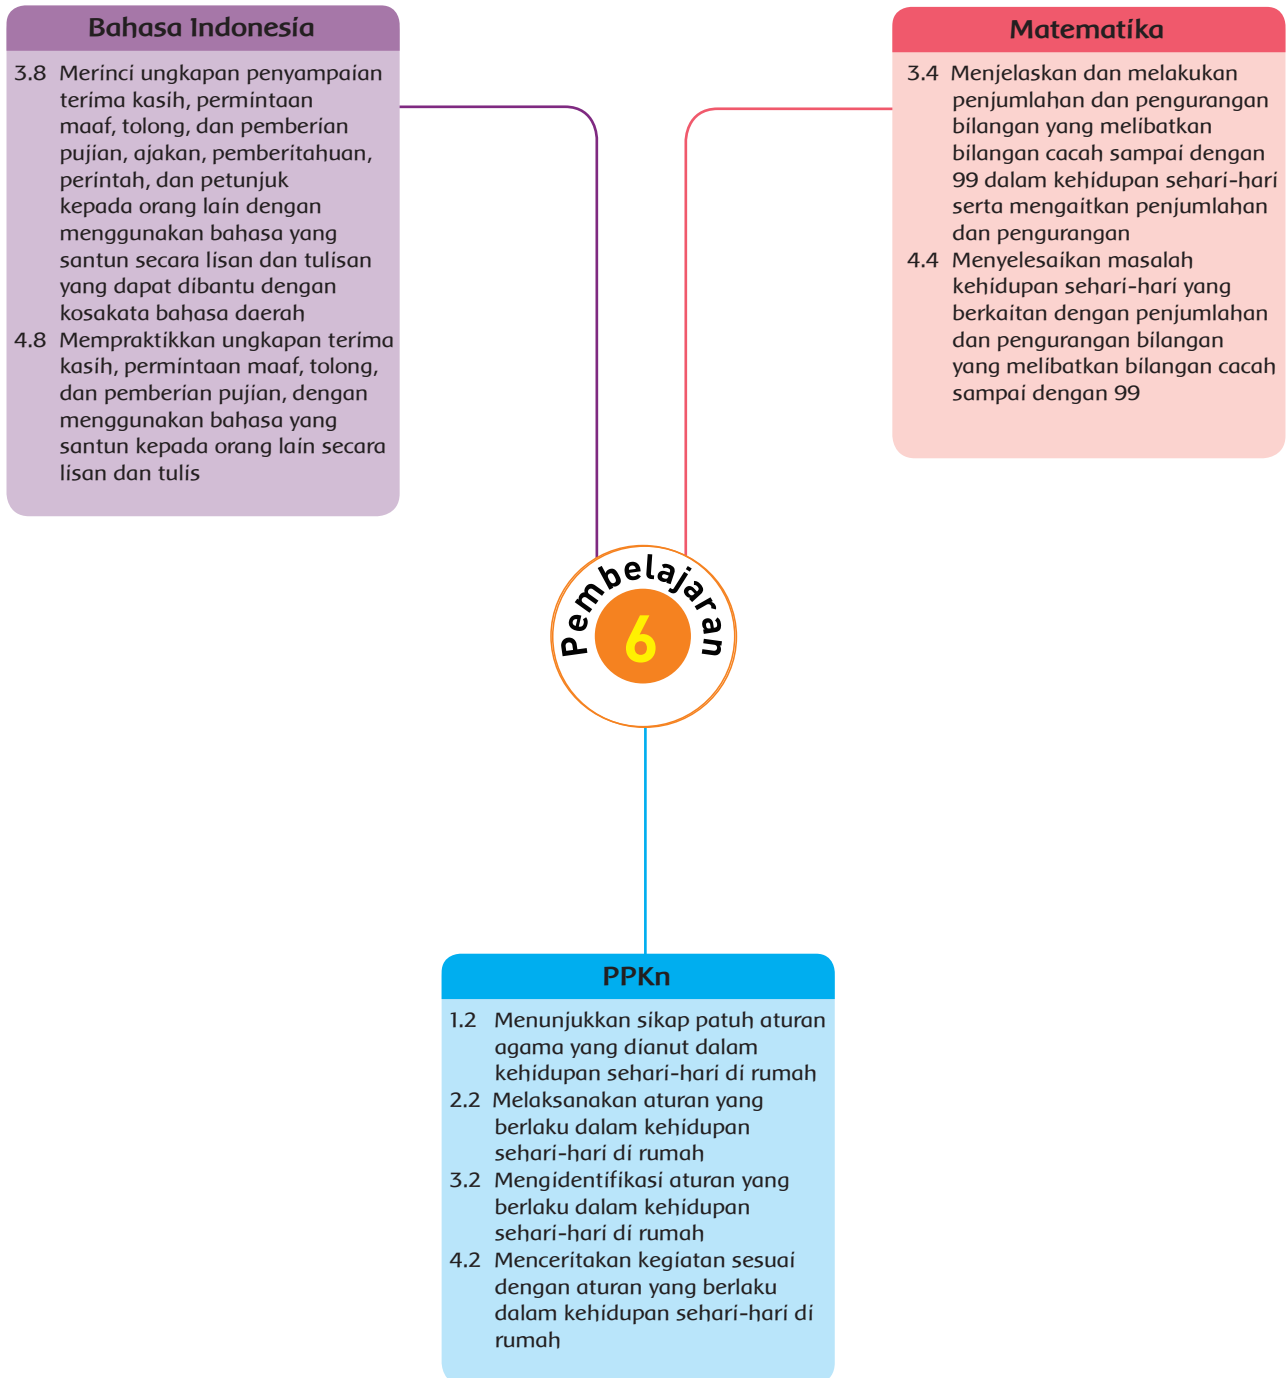 Bahasa Indonesia
3.8 Merinci ungkapan penyampaian
terima kasih, permintaan
maaf, tolong, dan pemberian
pujian, ajakan, pemberitahuan,
perintah, dan petunjuk
kepada orang lain dengan
menggunakan bahasa yang
santun secara lisan dan tulisan
yang dapat dibantu dengan
kosakata bahasa daerah
4.8 Mempraktikkan ungkapan terima
kasih, permintaan maaf, tolong,
dan pemberian pujian, dengan
menggunakan bahasa yang
santun kepada orang lain secara
lisan dan tulis
Matematika
3.4 Menjelaskan dan melakukan
penjumlahan dan pengurangan
bilangan yang melibatkan
bilangan cacah sampai dengan
99 dalam kehidupan sehari-hari
serta mengaitkan penjumlahan
dan pengurangan
4.4 Menyelesaikan masalah
kehidupan sehari-hari yang
berkaitan dengan penjumlahan
dan pengurangan bilangan
yang melibatkan bilangan cacah
sampai dengan 99
Pembelajaran
6
PPKn
1.2 Menunjukkan sikap patuh aturan
agama yang dianut dalam
kehidupan sehari-hari di rumah
2.2 Melaksanakan aturan yang
berlaku dalam kehidupan
sehari-hari di rumah
3.2 Mengidentifikasi aturan yang
berlaku dalam kehidupan
sehari-hari di rumah
4.2 Menceritakan kegiatan sesuai
dengan aturan yang berlaku
dalam kehidupan sehari-hari di
rumah